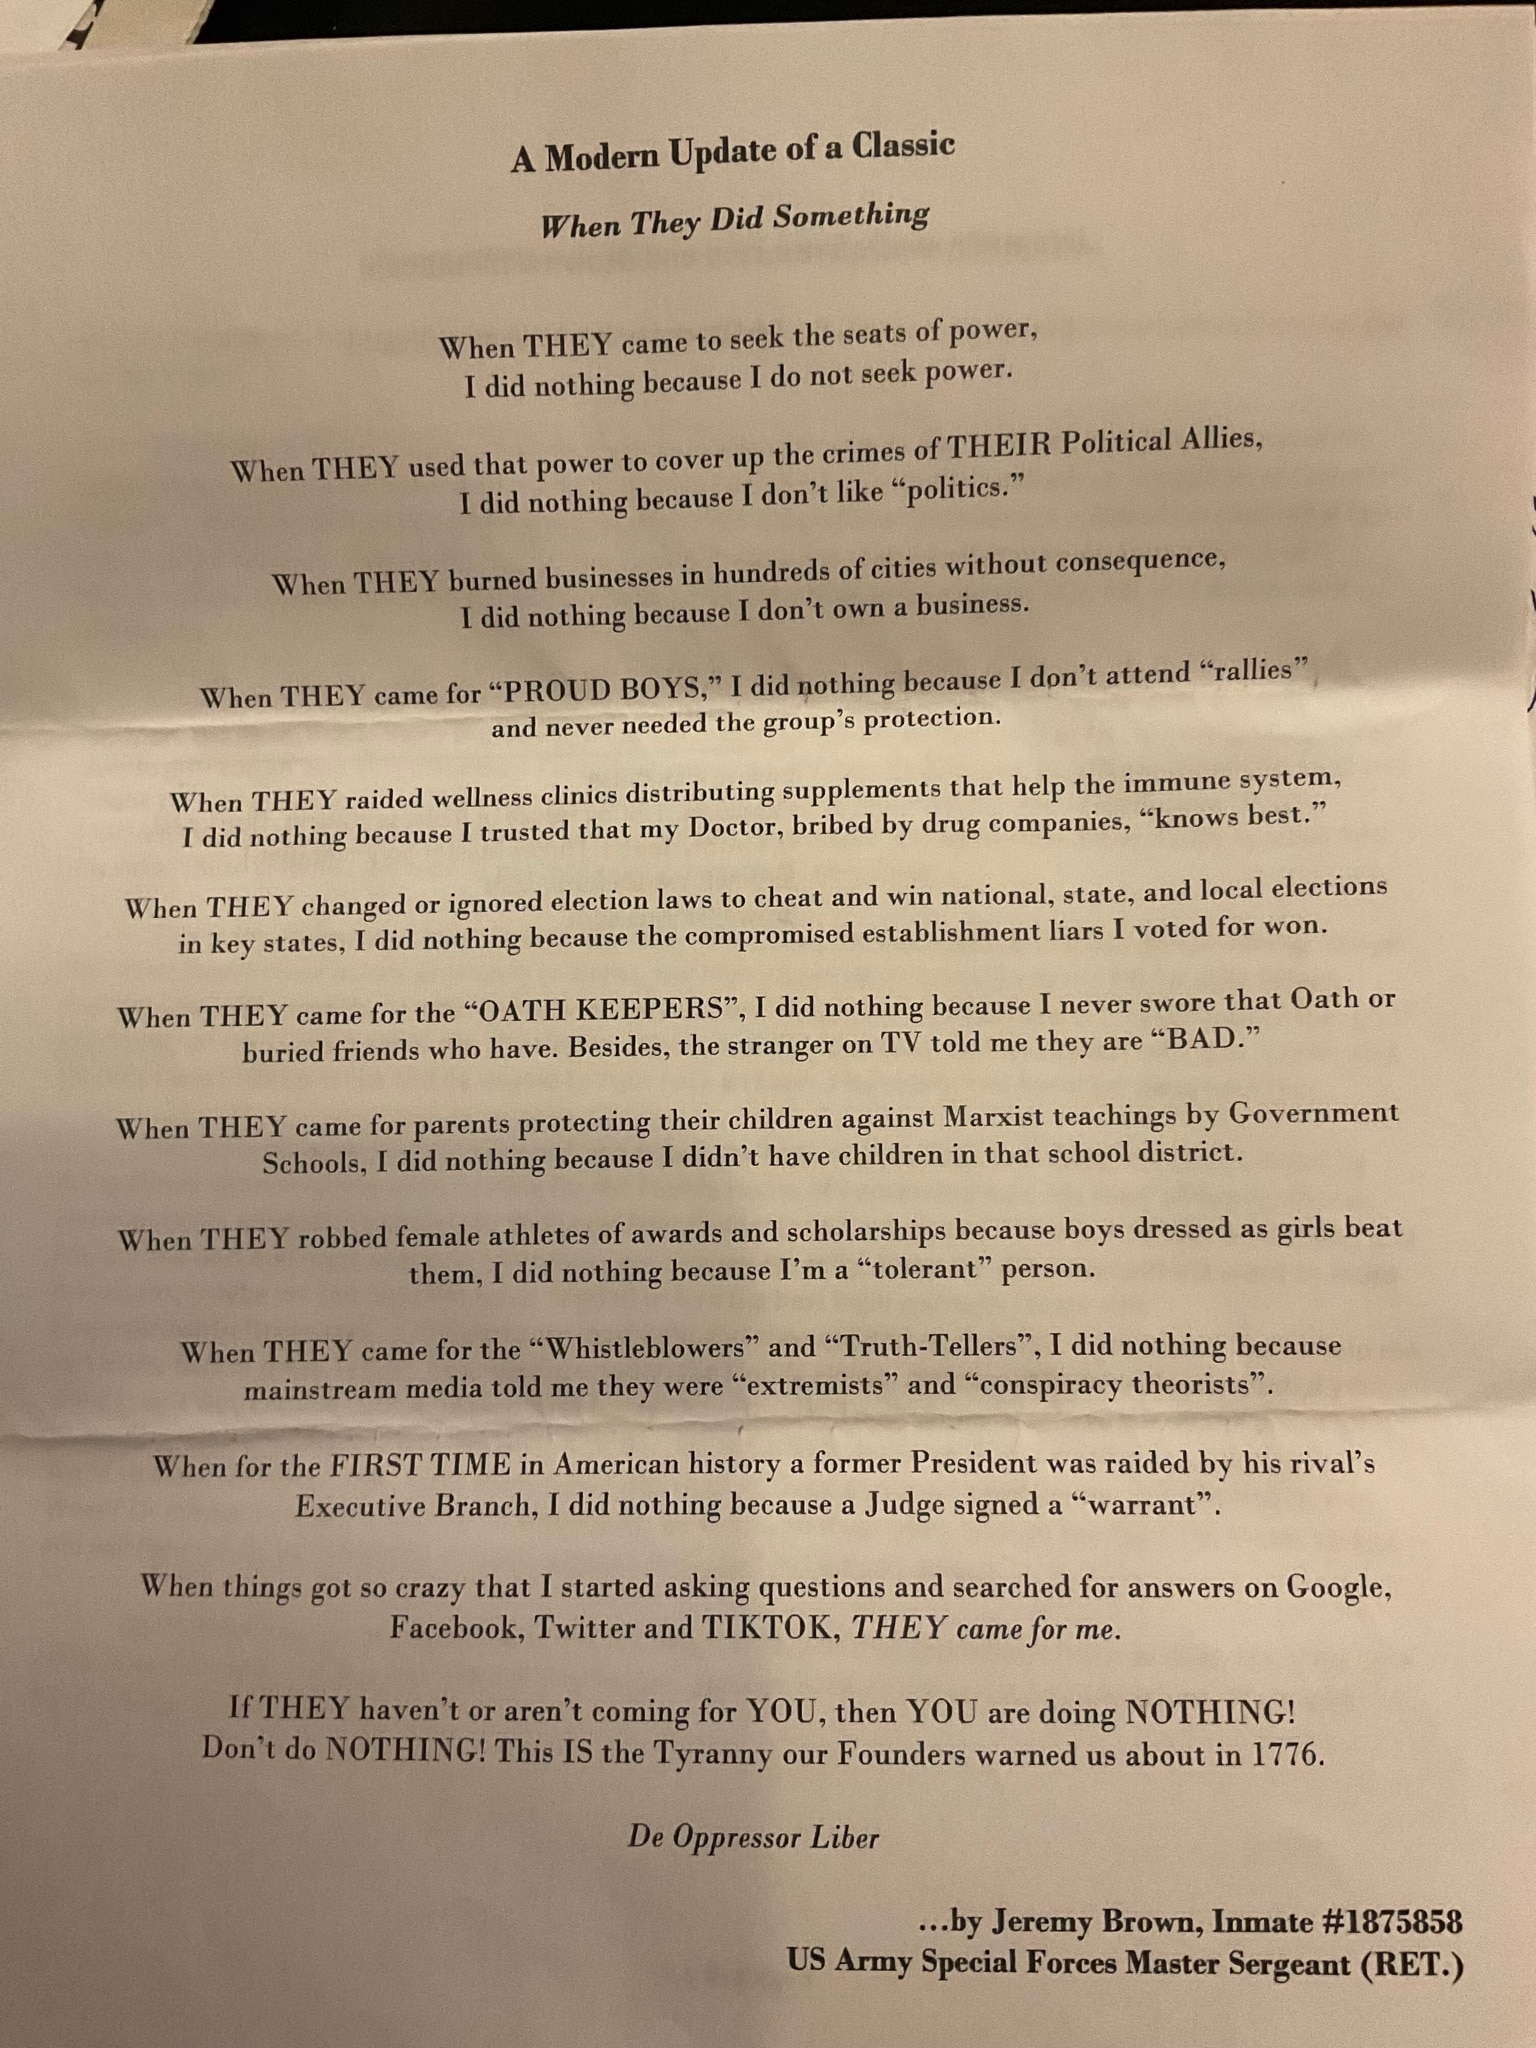 A Modern Update of a Classic
When They Did Something
When THEY came to seek the seats of power,
I did nothing because I do not seek power.
When THEY used that power to cover up the crimes of THEIR Political Allies,
I did nothing because I don't like “politics.”
When THEY burned businesses in hundreds of cities without consequence,
I did nothing because I don't own a business.
When THEY came for “PROUD BOYS,” I did nothing because I don't attend “rallies”
and never needed the group's protection.
When THEY raided wellness clinics distributing supplements that help the immune system,
I did nothing because I trusted that my Doctor, bribed by drug companies, “knows best.”
When THEY changed or ignored election laws to cheat and win national, state, and local elections
in key states, I did nothing because the compromised establishment liars I voted for won.
When THEY came for the “OATH KEEPERS”, I did nothing because I never swore that Oath or
buried friends who have. Besides, the stranger on TV told me they are “BAD.”
When THEY came for parents protecting their children against Marxist teachings by Government
Schools, I did nothing because I didn't have children in that school district.
When THEY robbed female athletes of awards and scholarships because boys dressed as girls beat
them, I did nothing because I'm a “tolerant” person.
When THEY came for the “Whistleblowers” and “Truth-Tellers”, I did nothing because
mainstream media told me they were “extremists” and “conspiracy theorists”.
When for the FIRST TIME in American history a former President was raided by his rival's
Executive Branch, I did nothing because a Judge signed a “warrant”.
When things got so crazy that I started asking questions and searched for answers on Google,
Facebook, Twitter and TIKTOK, THEY came for me.
If THEY haven't or aren't coming for YOU, then YOU are doing NOTHING!
Don't do NOTHING! This IS the Tyranny our Founders warned us about in 1776.
De Oppressor Liber
...by Jeremy Brown, Inmate #1875858
US Army Special Forces Master Sergeant (RET.)